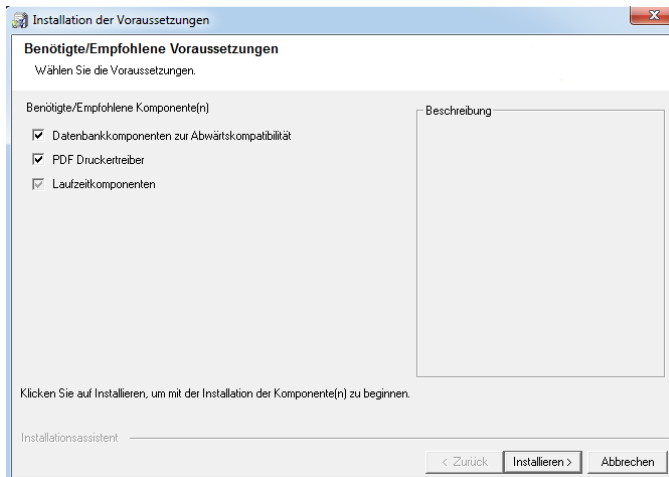 Installation der Voraussetzungen
Benötigte/Empfohlene Voraussetzungen
Wählen Sie die Voraussetzungen.
Benötigte/Empfohlene Komponente(n)
Beschreibung
Datenbankkomponenten zur Abwärtskompatibilität
PDF Druckertreiber
Laufzeitkomponenten
Klicken Sie auf Installieren, um mit der Installation der Komponente(n) zu beginnen.
Installationsassistent
< Zurück Installieren > Abbrechen